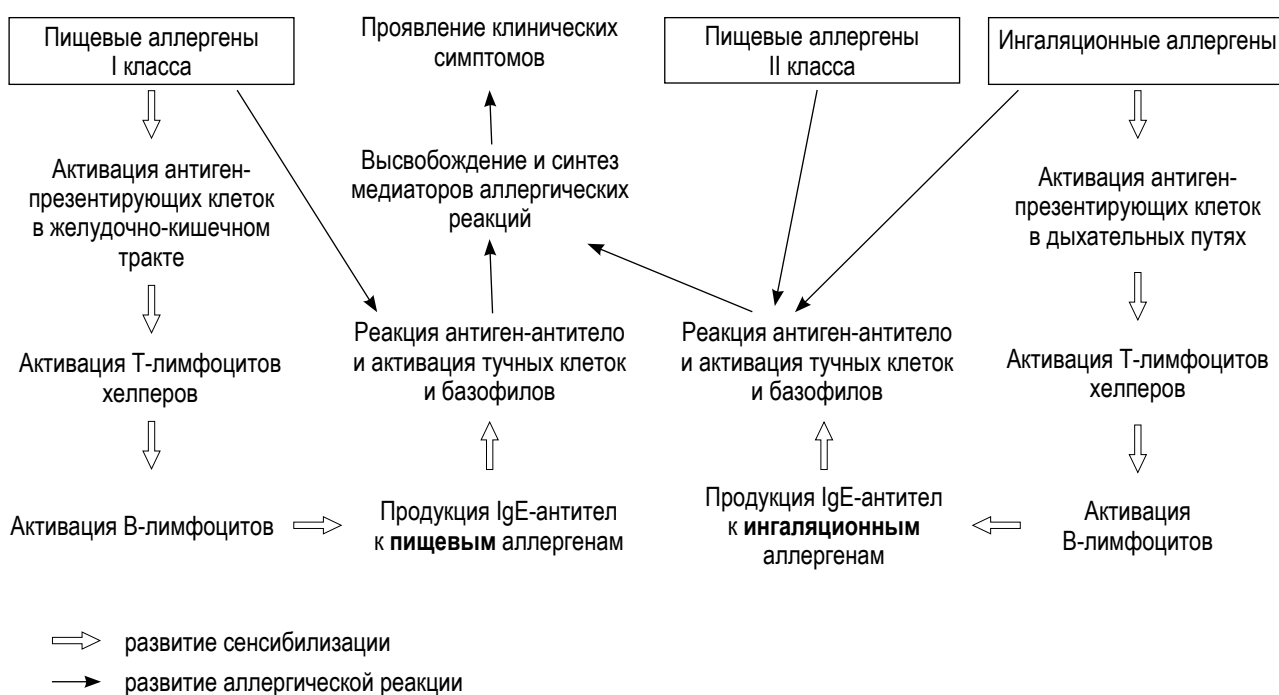 Пищевые аллергены
I класса
Проявление клинических
симптомов
Пищевые аллергены
II класса
Ингаляционные аллергены
Активация антиген-
презентирующих клеток
в желудочно-кишечном
тракте
Высвобождение и синтез
медиаторов аллергических
реакций
Активация антиген-
презентирующих клеток
в дыхательных путях
Активация Т-лимфоцитов
хелперов
Реакция антиген-антитело
и активация тучных клеток
и базофилов
Реакция антиген-антитело
и активация тучных клеток
и базофилов
Активация Т-лимфоцитов
хелперов
Активация В-лимфоцитов
Продукция IgE-антител
к пищевым аллергенам
Продукция IgE-антител
к ингаляционным
аллергенам
Активация
В-лимфоцитов
развитие сенсибилизации
развитие аллергической реакции